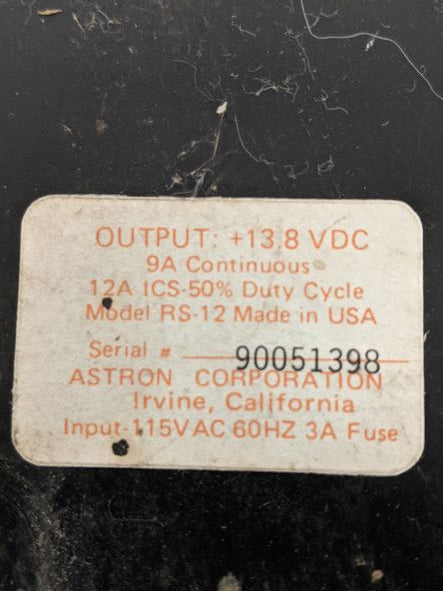 OUTPUT: +13.8 VDC
9A Continuous
12A ICS-50% Duty Cycle
Model RS-12 Made in USA
Serial # 90051398
ASTRON CORPORATION
Irvine, California
Input-115VAC 60HZ 3A Fuse